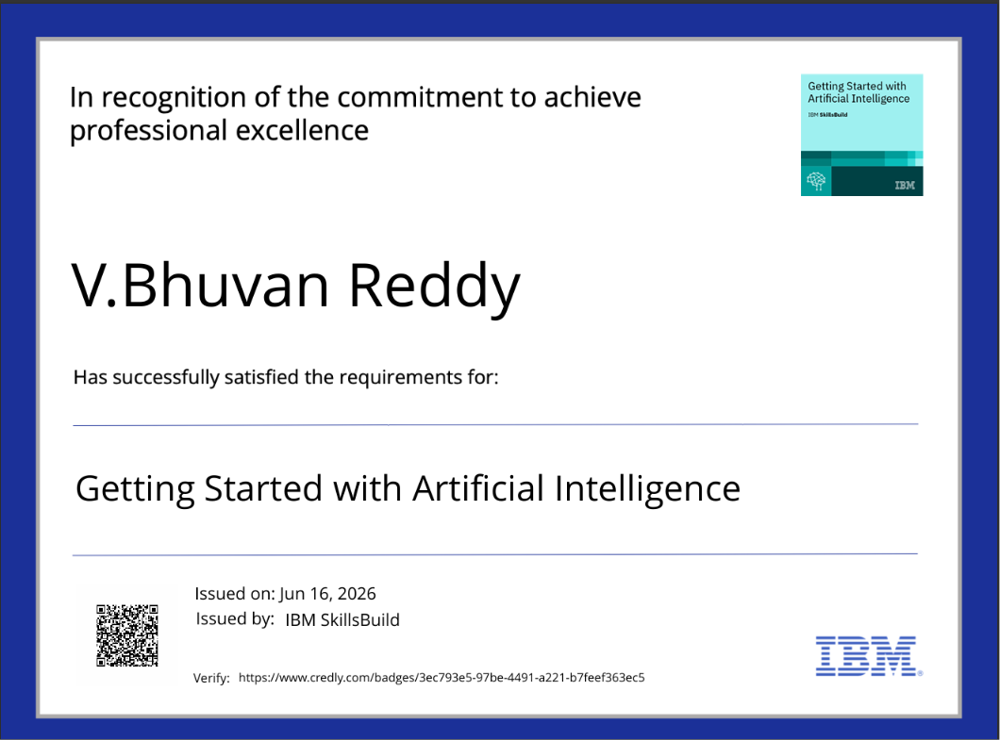 In recognition of the commitment to achieve
professional excellence
Getting Started with
Artificial Intelligence
IBM SkillsBuild
IBM
V.Bhuvan Reddy
Has successfully satisfied the requirements for:
Getting Started with Artificial Intelligence
Issued on: Jun 16, 2026
Issued by: IBM SkillsBuild
Verify: https://www.credly.com/badges/3ec793e5-97be-4491-a221-b7feef363ec5
IBM®